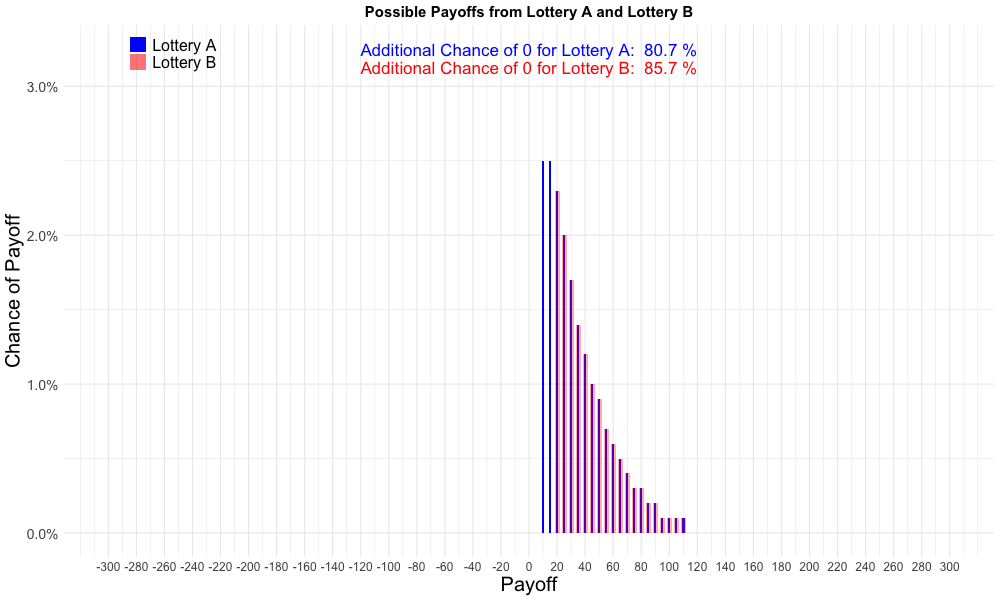 Possible Payoffs from Lottery A and Lottery B
Lottery A
Lottery B
Additional Chance of 0 for Lottery A: 80.7 %
Additional Chance of 0 for Lottery B: 85.7 %
Chance of Payoff
3.0%
2.0%
1.0%
0.0%
-300 -280 -260 -240 -220 -200 -180 -160 -140 -120 -100 -80 -60 -40 -20 0 20 40 60 80 100 120 140 160 180 200 220 240 260 280 300
Payoff